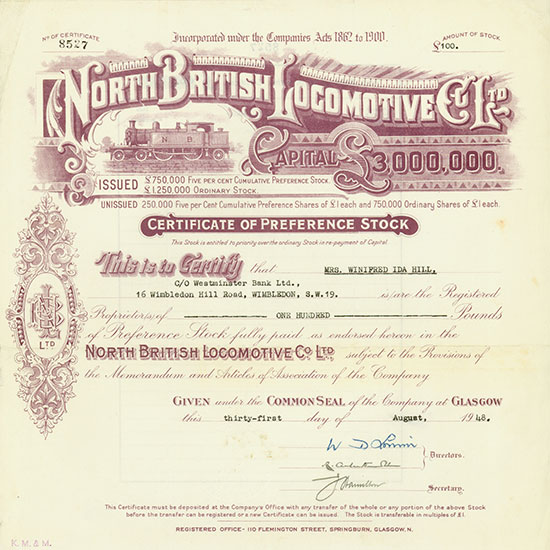 No OF CERTIFICATE
8527
Incorporated under the Companies Acts 1862 to 1900.
AMOUNT OF STOCK.
£100.
NORTH BRITISH LOCOMOTIVE Co LTD
N B
CAPITAL £3,000,000.
ISSUED £750,000 FIVE PER CENT CUMULATIVE PREFERENCE STOCK.
£1,250,000 ORDINARY STOCK.
UNISSUED 250,000 FIVE PER CENT CUMULATIVE PREFERENCE SHARES OF £1 EACH AND 750,000 ORDINARY SHARES OF £1 EACH.
CERTIFICATE OF PREFERENCE STOCK
This Stock is entitled to priority over the ordinary Stock in re-payment of Capital.
This is to Certify that MRS. WINIFRED IDA HILL,
C/O Westminster Bank Ltd.,
16 Wimbledon Hill Road, WIMBLEDON, S.W.19. is/are the Registered
Proprietor/s of ONE HUNDRED Pounds
of Preference Stock fully paid, as endorsed hereon in the
NORTH BRITISH LOCOMOTIVE Co LTD, subject to the Provisions of
the Memorandum and Articles of Association of the Company
LTD
GIVEN under the COMMON SEAL of the Company at GLASGOW
this thirty-first day of August, 1948.
Directors.
Secretary.
This Certificate must be deposited at the Company's Office with any transfer of the whole or any portion of the above Stock
before the transfer can be registered or a new Certificate can be issued. The Stock is transferable in multiples of £1.
REGISTERED OFFICE - 110 FLEMINGTON STREET, SPRINGBURN, GLASGOW, N.
K. M. & M.